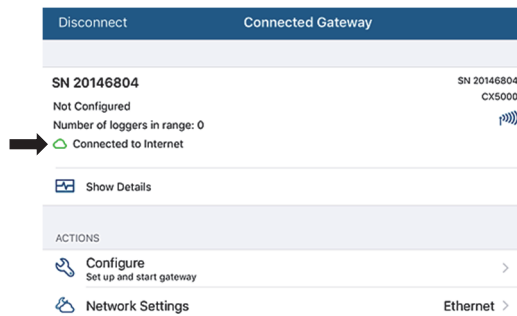 Disconnect Connected Gateway
SN 20146804 SN 20146804
Not Configured CX5000
Number of loggers in range: 0
Connected to Internet
Show Details
ACTIONS
Configure
Set up and start gateway
Network Settings Ethernet